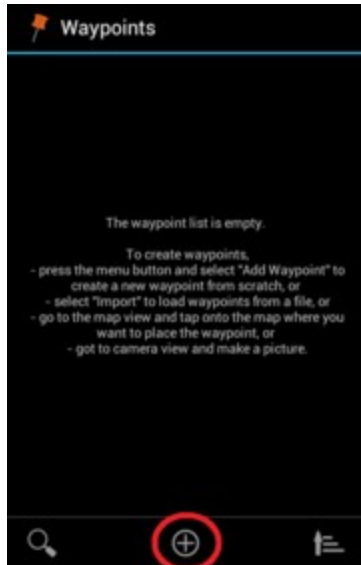 Waypoints
The waypoint list is empty.
To create waypoints,
- press the menu button and select "Add Waypoint" to
create a new waypoint from scratch, or
- select "Import" to load waypoints from a file, or
- go to the map view and tap onto the map where you
want to place the waypoint, or
- got to camera view and make a picture.